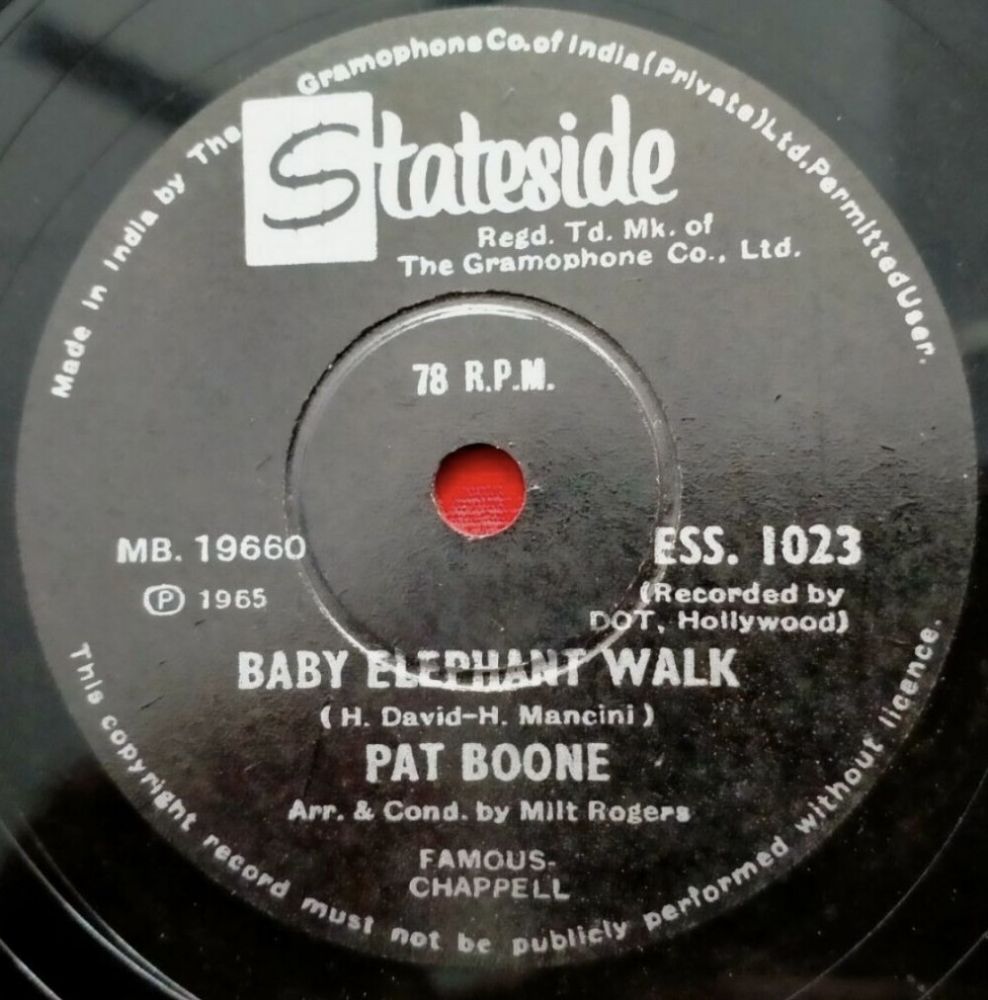 Made in India by The Gramophone Co. of India (Private) Ltd. Permitted User.
Stateside
Regd. Td. Mk. of
The Gramophone Co., Ltd.
78 R.P.M.
MB. 19660
ESS. 1023
Ⓟ 1965
(Recorded by
DOT, Hollywood)
BABY ELEPHANT WALK
(H. David-H. Mancini)
PAT BOONE
Arr. & Cond. by Milt Rogers
FAMOUS-
CHAPPELL
This copyright record must not be publicly performed without licence.